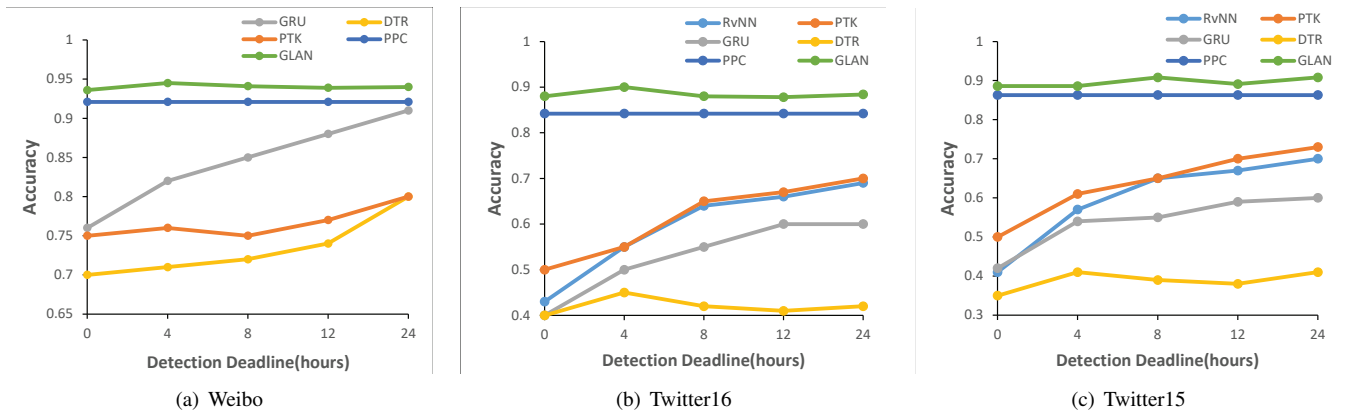 GRU DTR
PTK PPC
GLAN
1
0.95
0.9
0.85
0.8
0.75
0.7
0.65
Accuracy
0 4 8 12 24
Detection Deadline(hours)
(a) Weibo
RvNN PTK
GRU DTR
PPC GLAN
1
0.9
0.8
0.7
0.6
0.5
0.4
Accuracy
0 4 8 12 24
Detection Deadline(hours)
(b) Twitter16
RvNN PTK
GRU DTR
PPC GLAN
1
0.9
0.8
0.7
0.6
0.5
0.4
0.3
Accuracy
0 4 8 12 24
Detection Deadline(hours)
(c) Twitter15